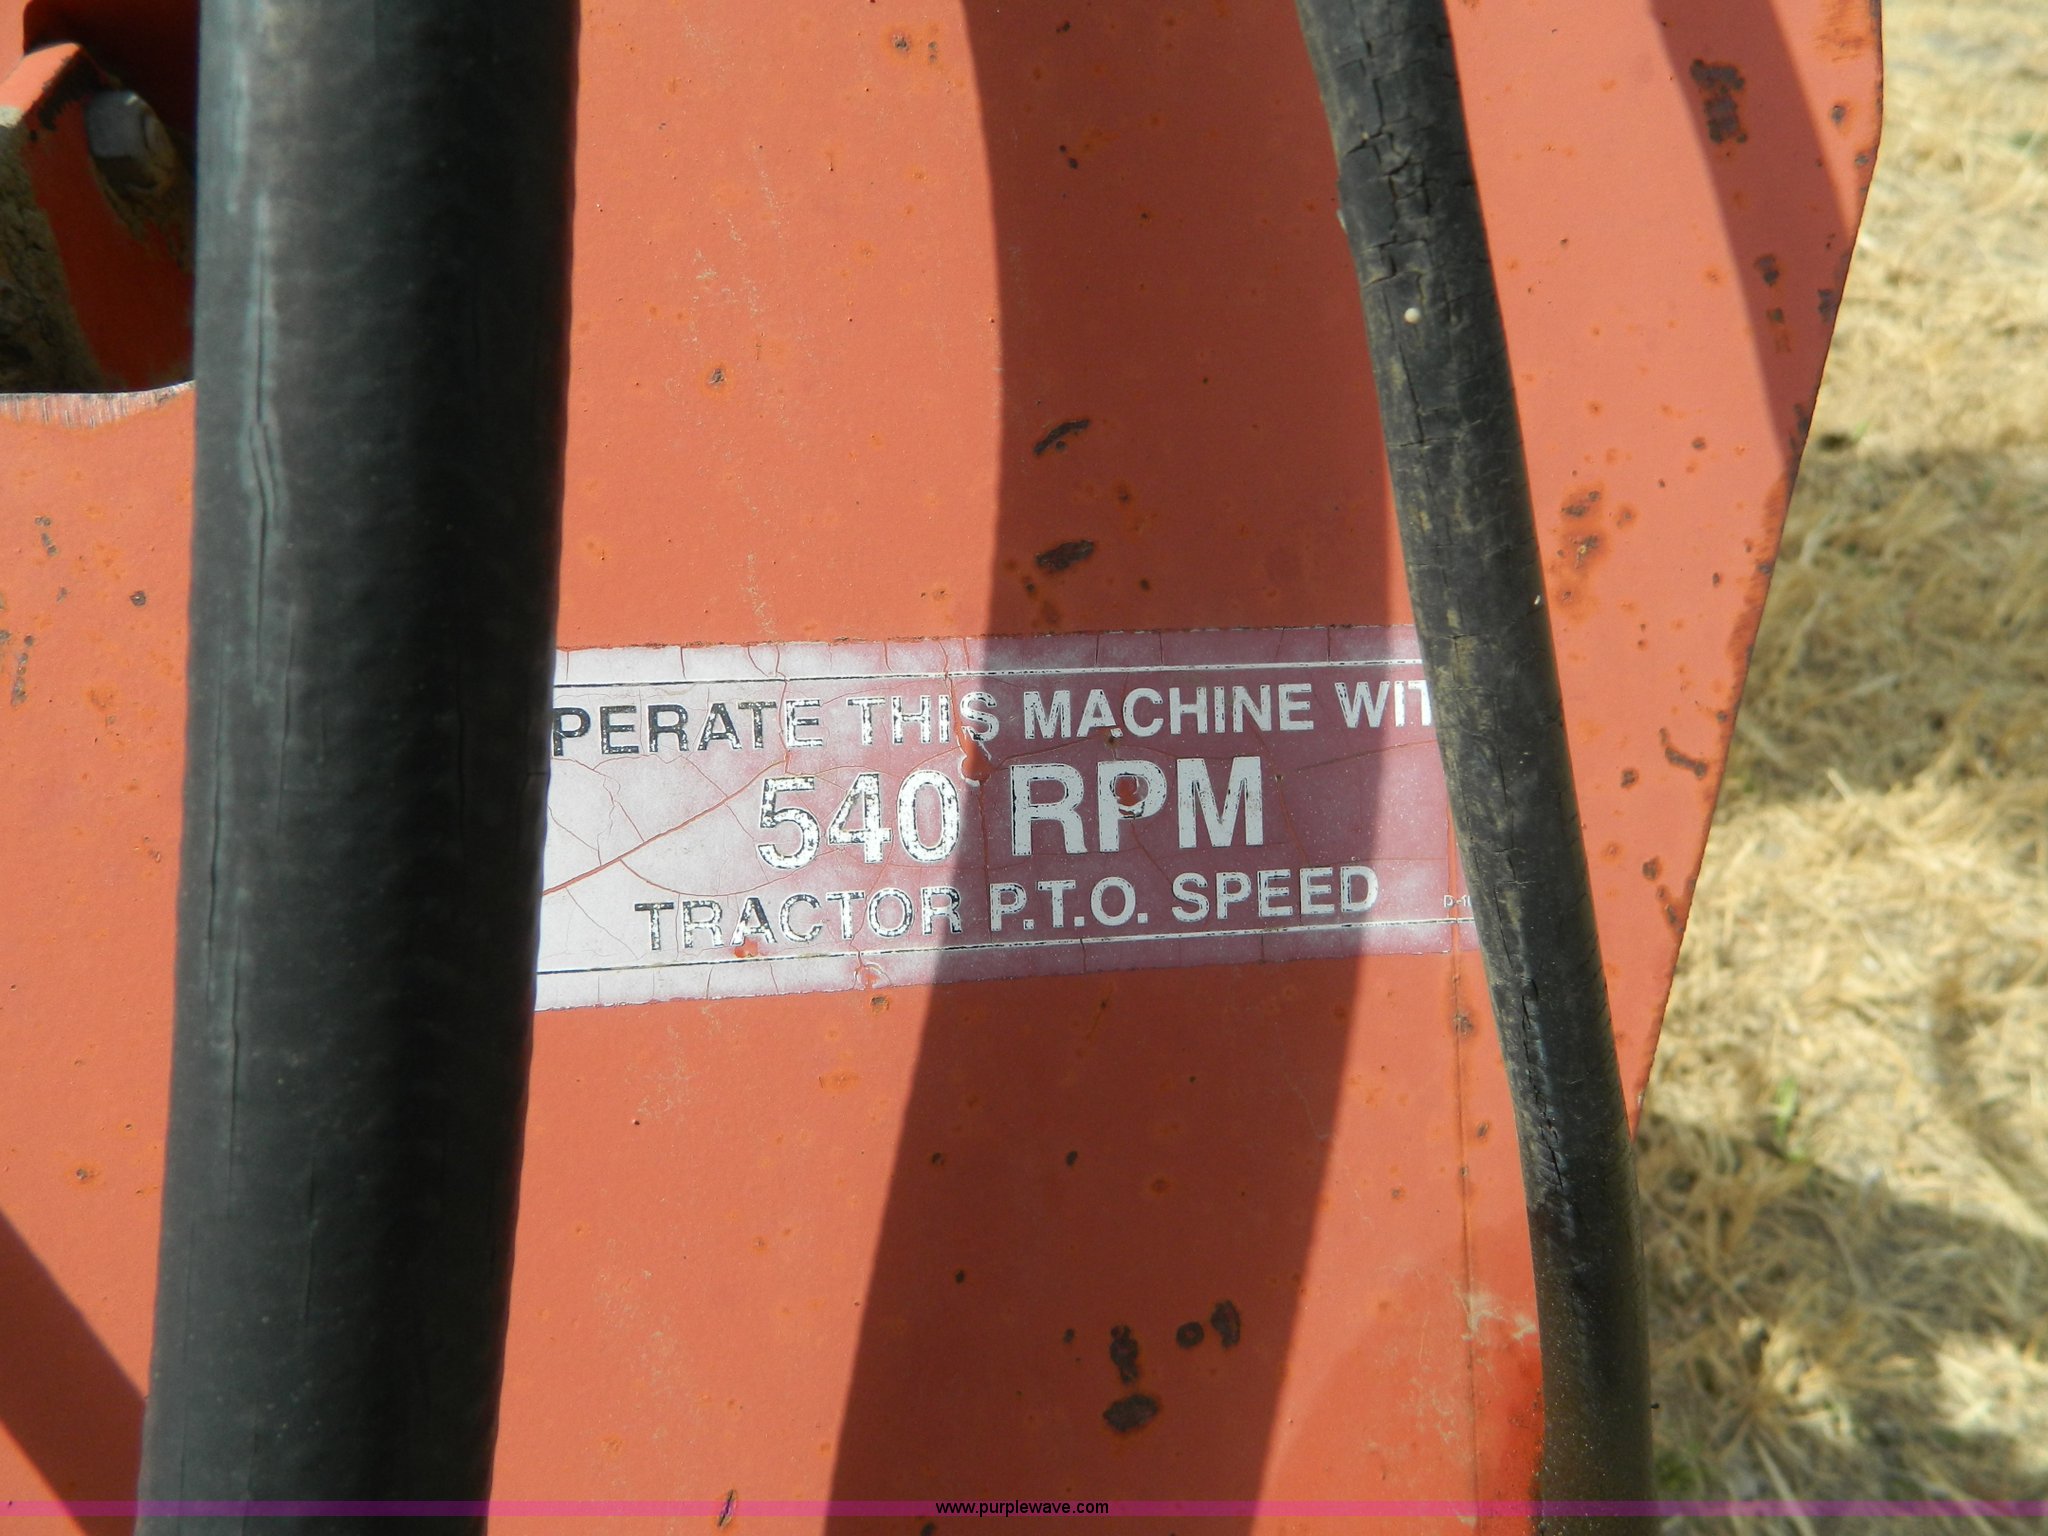 PERATE THIS MACHINE WIT
540 RPM
TRACTOR P.T.O. SPEED
www.purplewave.com